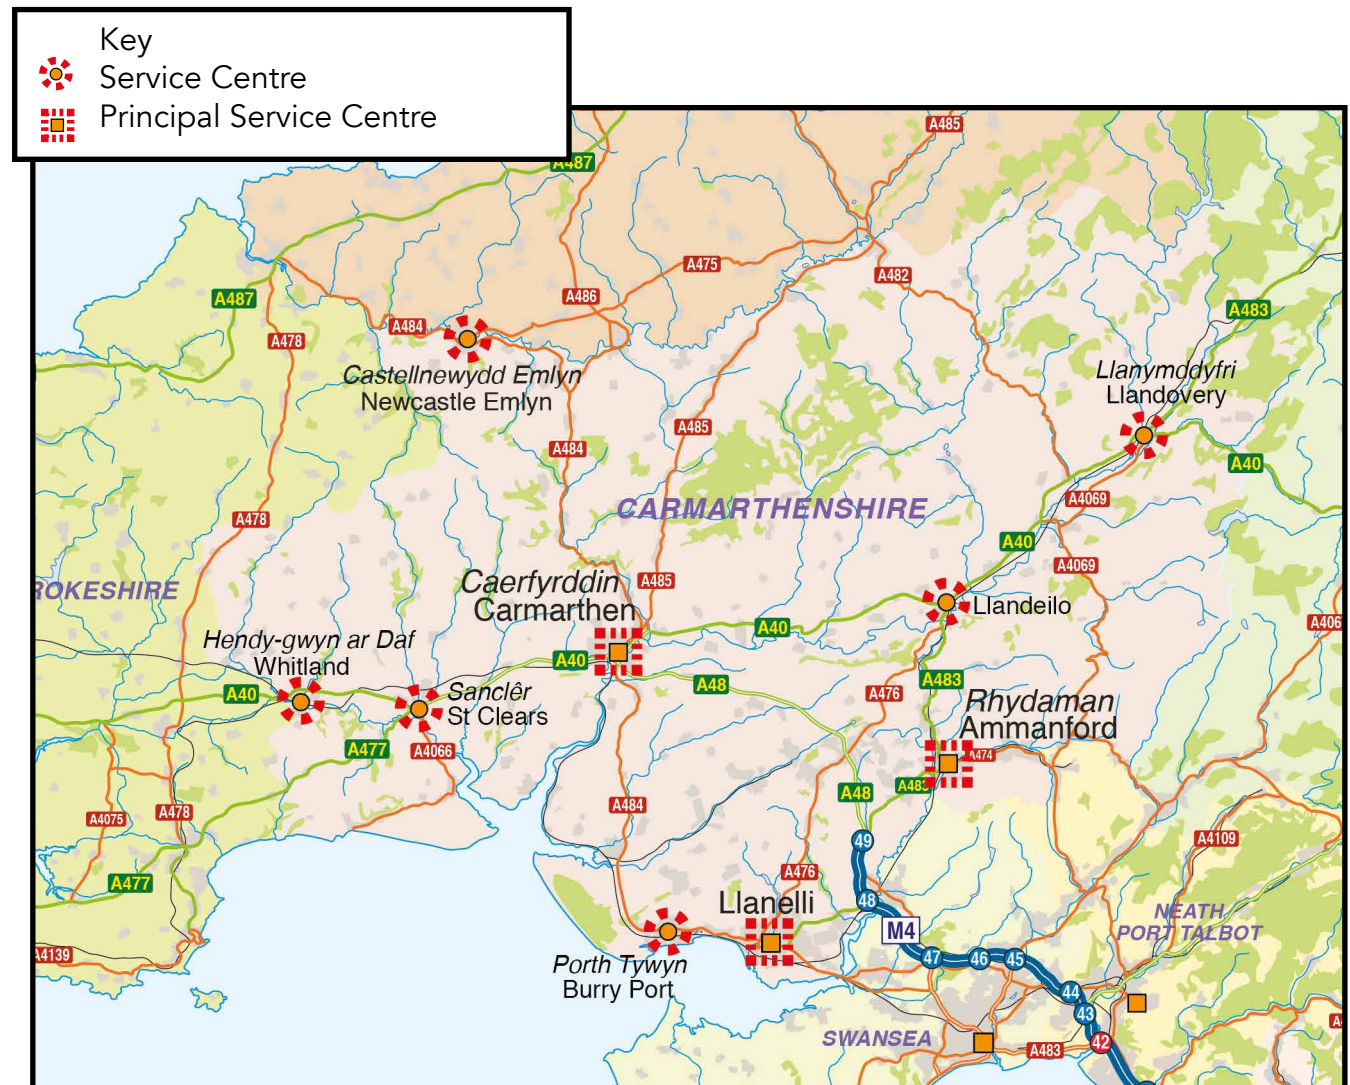 Key
Service Centre
Principal Service Centre
A485
A487
A475
A482
A487
A486
A484
A483
A478
Castellnewydd Emlyn
Newcastle Emlyn
Llanymddyfri
Llandovery
A485
A484
A40
A4069
CARMARTHENSHIRE
A478
A40
A4069
Caerfyrddin
Carmarthen
A485
ROKESHIRE
Llandeilo
A406
A40
Hendy-gwyn ar Daf
Whitland
A40
A48
A483
A476
A40
Sanclêr
St Clears
Rhydaman
Ammanford
A477
A4066
A474
A48
A483
A484
A478
A4075
49
A4109
A476
A477
48
Llanelli
M4
NEATH
PORT TALBOT
A4139
47
46
45
Porth Tywyn
Burry Port
44
43
SWANSEA
42
A483